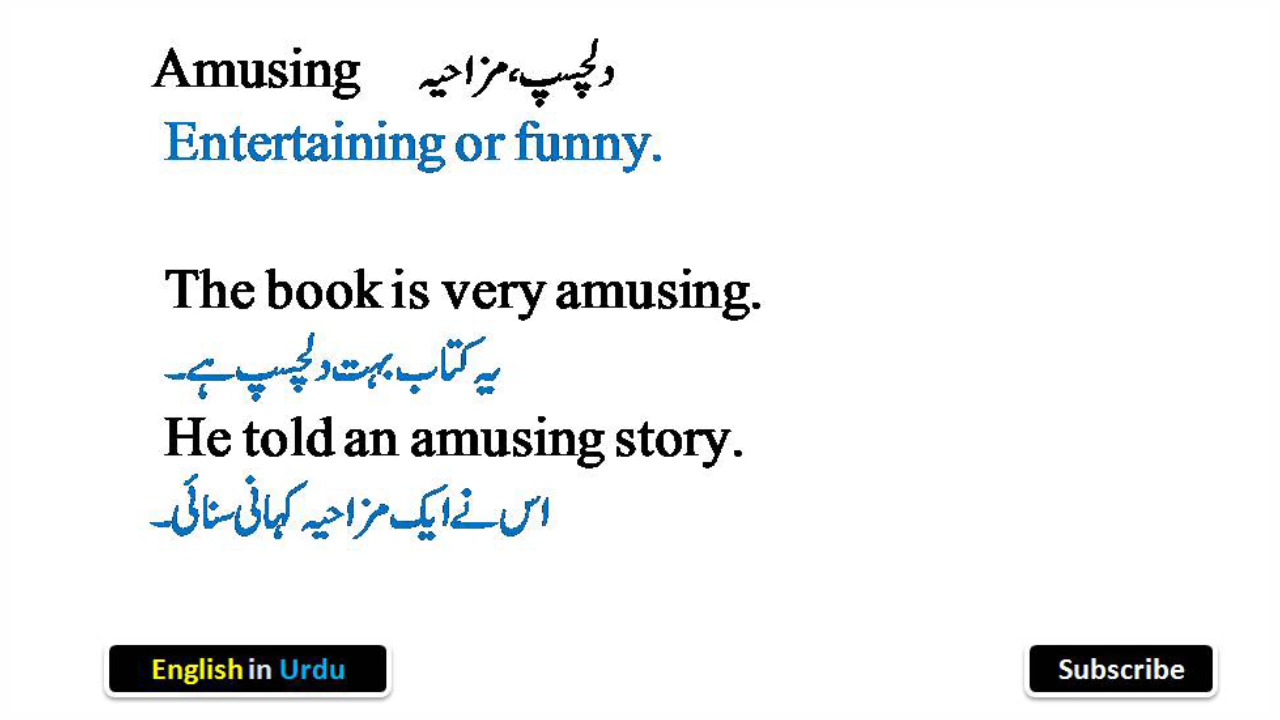 Amusing دلچسپ، مزاحیہ
Entertaining or funny.
The book is very amusing.
یہ کتاب بہت دلچسپ ہے۔
He told an amusing story.
اس نے ایک مزاحیہ کہانی سنائی۔
English in Urdu
Subscribe